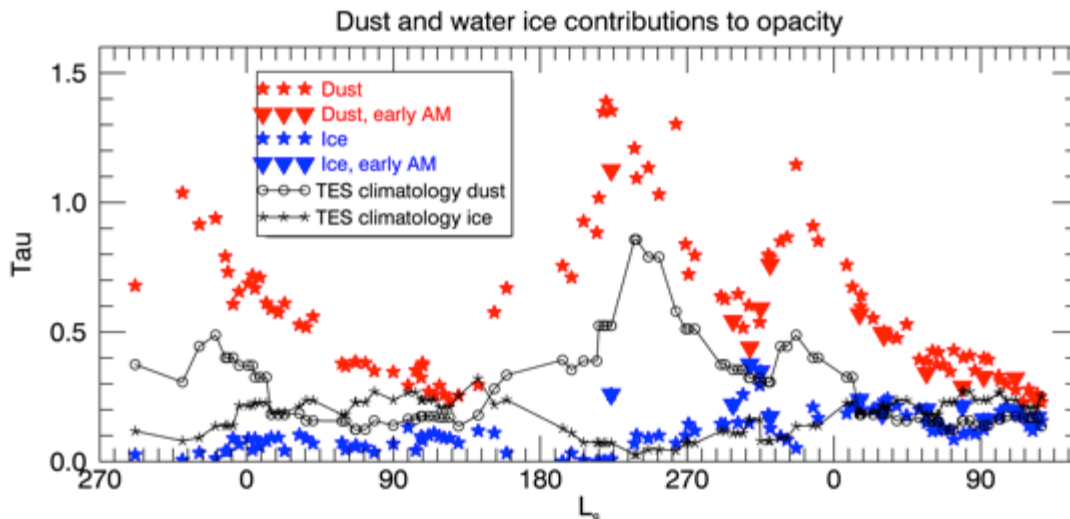 Dust and water ice contributions to opacity
1.5
1.0
0.5
0.0
Tau
Dust
Dust, early AM
Ice
Ice, early AM
TES climatology dust
TES climatology ice
270 0 90 180 270 0 90
Ls